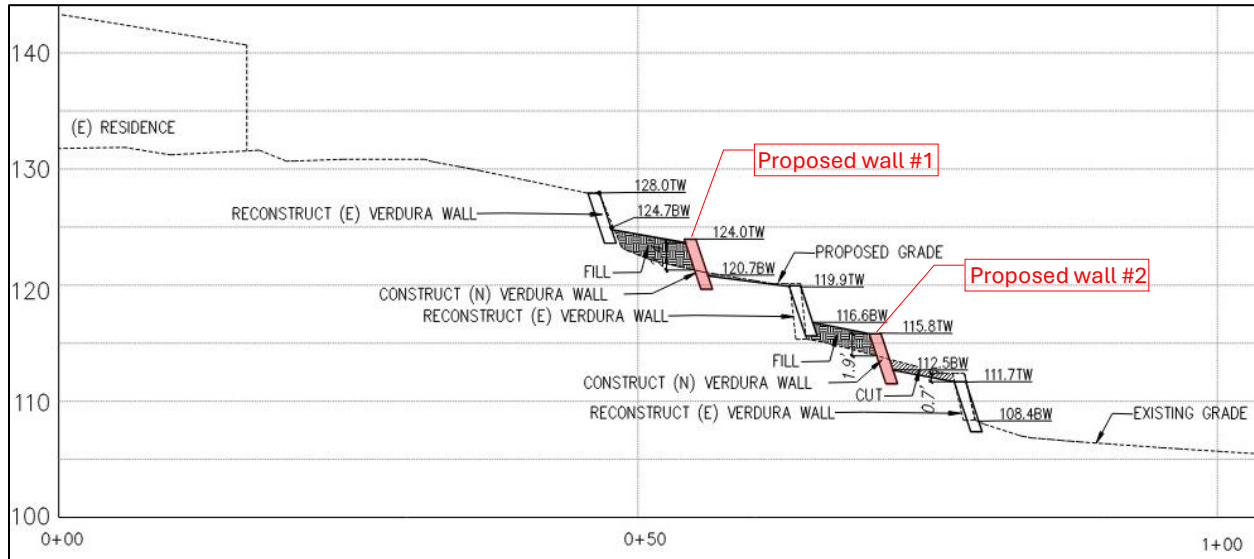 140
(E) RESIDENCE
130
Proposed wall #1
128.0TW
RECONSTRUCT (E) VERDURA WALL
124.7BW
124.0TW
PROPOSED GRADE
FILL
120.7BW
Proposed wall #2
120
119.9TW
CONSTRUCT (N) VERDURA WALL
RECONSTRUCT (E) VERDURA WALL
116.6BW
115.8TW
FILL
1.9'
112.5BW
CONSTRUCT (N) VERDURA WALL
111.7TW
CUT
0.7'
110
RECONSTRUCT (E) VERDURA WALL
108.4BW
EXISTING GRADE
100
0+00
0+50
1+00